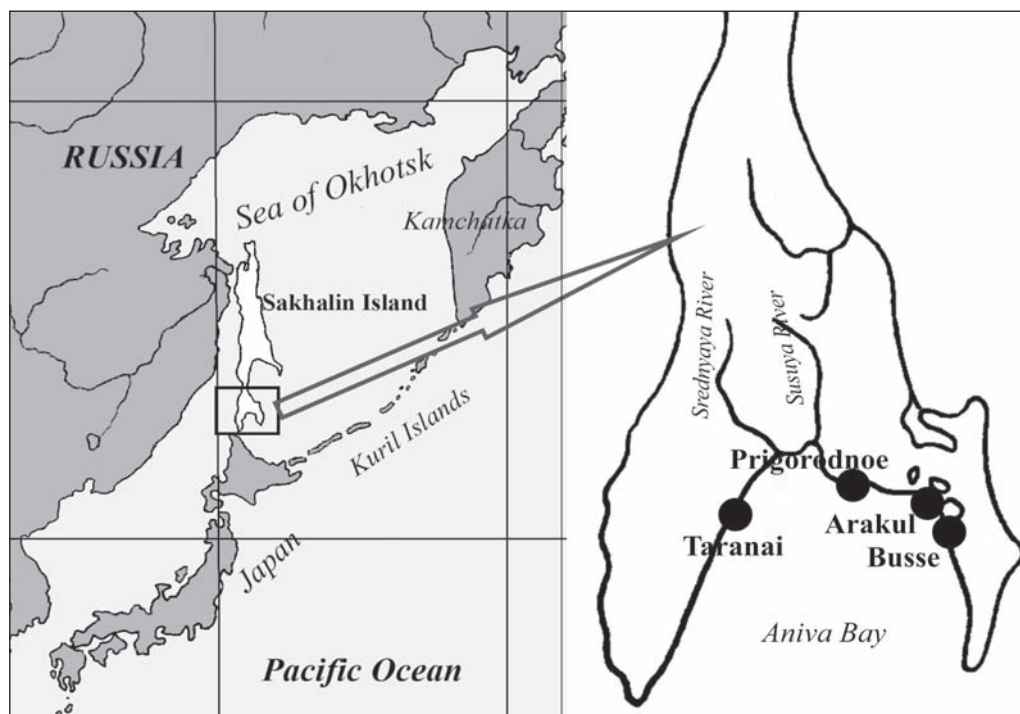 RUSSIA
Sea of Okhotsk
Kamchatka
Sakhalin Island
Kuril Islands
Japan
Pacific Ocean
Srednyaya River
Susuya River
Prigorodnoe
Arakul
Taranai
Busse
Aniva Bay